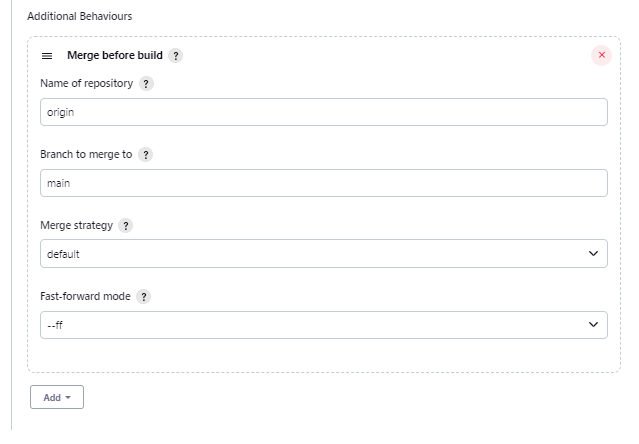 Additional Behaviours
Merge before build ?
Name of repository ?
origin
Branch to merge to ?
main
Merge strategy ?
default
Fast-forward mode ?
--ff
Add